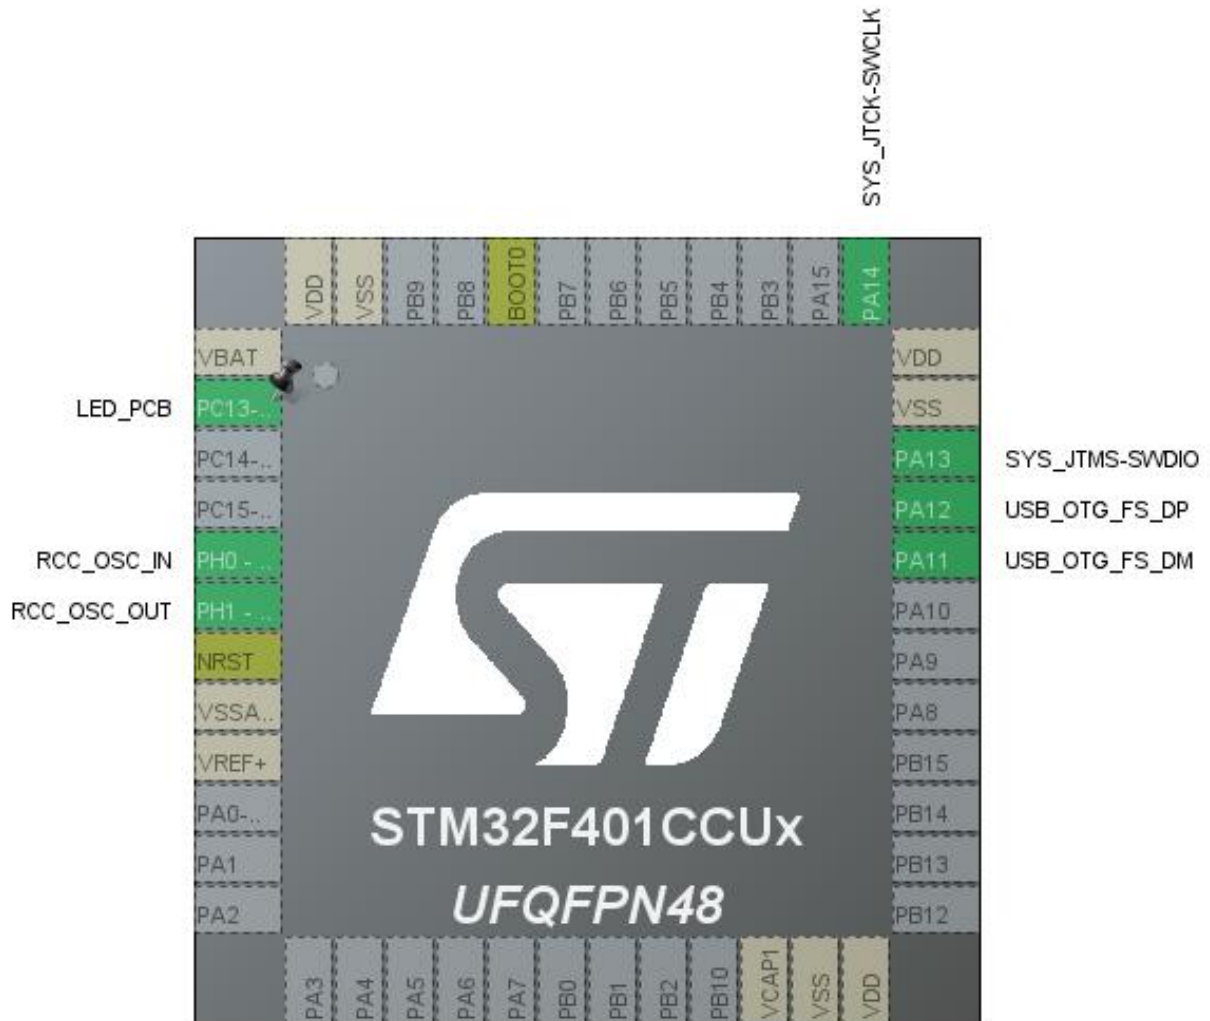 SYS_JTCK-SWCLK
VDD
VSS
PB9
PB8
BOOT0
PB7
PB6
PB5
PB4
PB3
PA15
PA14
VBAT
VDD
LED_PCB PC13-..
VSS
PC14-..
PA13 SYS_JTMS-SWDIO
PC15-..
PA12 USB_OTG_FS_DP
RCC_OSC_IN PH0 - ..
PA11 USB_OTG_FS_DM
RCC_OSC_OUT PH1 - ..
PA10
NRST
PA9
VSSA..
PA8
VREF+
PB15
PA0-..
PB14
PA1
PB13
PA2
PB12
ST
STM32F401CCUx
UFQFPN48
PA3
PA4
PA5
PA6
PA7
PB0
PB1
PB2
PB10
VCAP1
VSS
VDD